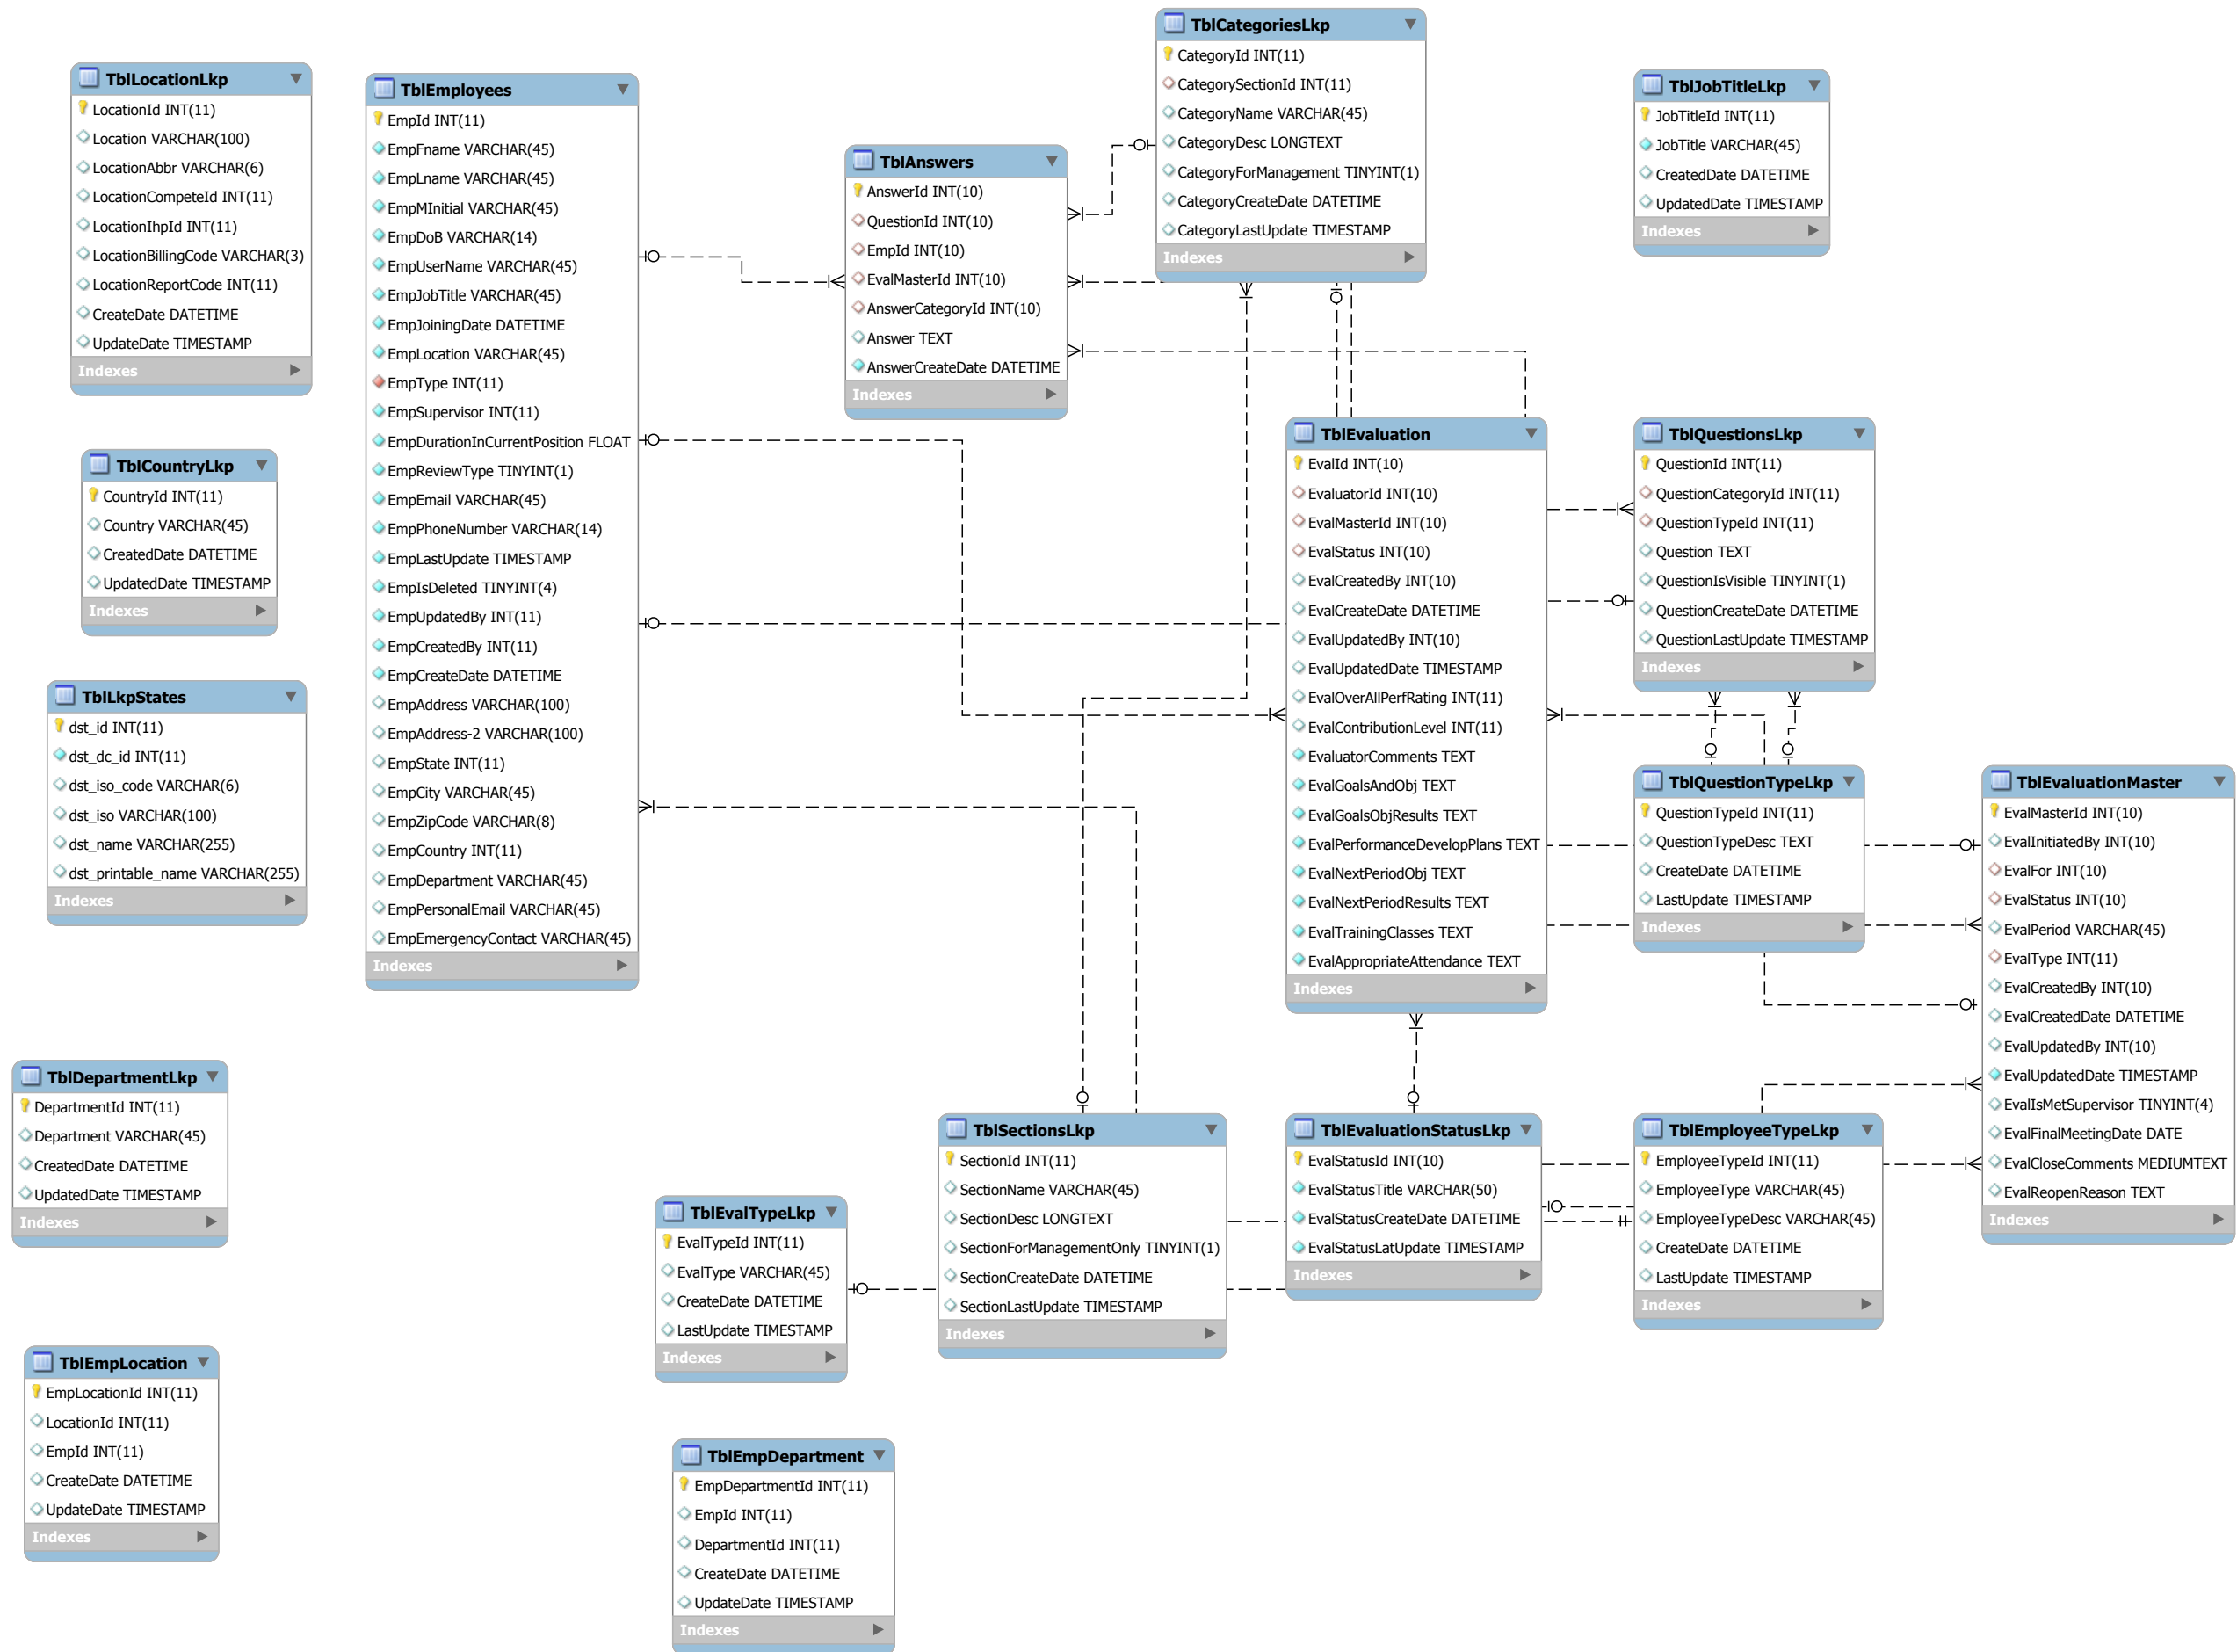 TblLocationLkp
LocationId INT(11)
Location VARCHAR(100)
LocationAbbr VARCHAR(6)
LocationCompeteId INT(11)
LocationIhpId INT(11)
LocationBillingCode VARCHAR(3)
LocationReportCode INT(11)
CreateDate DATETIME
UpdateDate TIMESTAMP
Indexes
TblCountryLkp
CountryId INT(11)
Country VARCHAR(45)
CreatedDate DATETIME
UpdatedDate TIMESTAMP
Indexes
TblLkpStates
dst_id INT(11)
dst_dc_id INT(11)
dst_iso_code VARCHAR(6)
dst_iso VARCHAR(100)
dst_name VARCHAR(255)
dst_printable_name VARCHAR(255)
Indexes
TblDepartmentLkp
DepartmentId INT(11)
Department VARCHAR(45)
CreatedDate DATETIME
UpdatedDate TIMESTAMP
Indexes
TblEmpLocation
EmpLocationId INT(11)
LocationId INT(11)
EmpId INT(11)
CreateDate DATETIME
UpdateDate TIMESTAMP
Indexes
TblEmployees
EmpId INT(11)
EmpFname VARCHAR(45)
EmpLname VARCHAR(45)
EmpMInitial VARCHAR(45)
EmpDoB VARCHAR(14)
EmpUserName VARCHAR(45)
EmpJobTitle VARCHAR(45)
EmpJoiningDate DATETIME
EmpLocation VARCHAR(45)
EmpType INT(11)
EmpSupervisor INT(11)
EmpDurationInCurrentPosition FLOAT
EmpReviewType TINYINT(1)
EmpEmail VARCHAR(45)
EmpPhoneNumber VARCHAR(14)
EmpLastUpdate TIMESTAMP
EmpIsDeleted TINYINT(4)
EmpUpdatedBy INT(11)
EmpCreatedBy INT(11)
EmpCreateDate DATETIME
EmpAddress VARCHAR(100)
EmpAddress-2 VARCHAR(100)
EmpState INT(11)
EmpCity VARCHAR(45)
EmpZipCode VARCHAR(8)
EmpCountry INT(11)
EmpDepartment VARCHAR(45)
EmpPersonalEmail VARCHAR(45)
EmpEmergencyContact VARCHAR(45)
Indexes
TblAnswers
AnswerId INT(10)
QuestionId INT(10)
EmpId INT(10)
EvalMasterId INT(10)
AnswerCategoryId INT(10)
Answer TEXT
AnswerCreateDate DATETIME
Indexes
TblCategoriesLkp
CategoryId INT(11)
CategorySectionId INT(11)
CategoryName VARCHAR(45)
CategoryDesc LONGTEXT
CategoryForManagement TINYINT(1)
CategoryCreateDate DATETIME
CategoryLastUpdate TIMESTAMP
Indexes
TblJobTitleLkp
JobTitleId INT(11)
JobTitle VARCHAR(45)
CreatedDate DATETIME
UpdatedDate TIMESTAMP
Indexes
TblEvaluation
EvalId INT(10)
EvaluatorId INT(10)
EvalMasterId INT(10)
EvalStatus INT(10)
EvalCreatedBy INT(10)
EvalCreateDate DATETIME
EvalUpdatedBy INT(10)
EvalUpdatedDate TIMESTAMP
EvalOverAllPerfRating INT(11)
EvalContributionLevel INT(11)
EvaluatorComments TEXT
EvalGoalsAndObj TEXT
EvalGoalsObjResults TEXT
EvalPerformanceDevelopPlans TEXT
EvalNextPeriodObj TEXT
EvalNextPeriodResults TEXT
EvalTrainingClasses TEXT
EvalAppropriateAttendance TEXT
Indexes
TblQuestionsLkp
QuestionId INT(11)
QuestionCategoryId INT(11)
QuestionTypeId INT(11)
Question TEXT
QuestionIsVisible TINYINT(1)
QuestionCreateDate DATETIME
QuestionLastUpdate TIMESTAMP
Indexes
TblQuestionTypeLkp
QuestionTypeId INT(11)
QuestionTypeDesc TEXT
CreateDate DATETIME
LastUpdate TIMESTAMP
Indexes
TblEvaluationMaster
EvalMasterId INT(10)
EvalInitiatedBy INT(10)
EvalFor INT(10)
EvalStatus INT(10)
EvalPeriod VARCHAR(45)
EvalType INT(11)
EvalCreatedBy INT(10)
EvalCreatedDate DATETIME
EvalUpdatedBy INT(10)
EvalUpdatedDate TIMESTAMP
EvalIsMetSupervisor TINYINT(4)
EvalFinalMeetingDate DATE
EvalCloseComments MEDIUMTEXT
EvalReopenReason TEXT
Indexes
TblEvalTypeLkp
EvalTypeId INT(11)
EvalType VARCHAR(45)
CreateDate DATETIME
LastUpdate TIMESTAMP
Indexes
TblSectionsLkp
SectionId INT(11)
SectionName VARCHAR(45)
SectionDesc LONGTEXT
SectionForManagementOnly TINYINT(1)
SectionCreateDate DATETIME
SectionLastUpdate TIMESTAMP
Indexes
TblEvaluationStatusLkp
EvalStatusId INT(10)
EvalStatusTitle VARCHAR(50)
EvalStatusCreateDate DATETIME
EvalStatusLatUpdate TIMESTAMP
Indexes
TblEmployeeTypeLkp
EmployeeTypeId INT(11)
EmployeeType VARCHAR(45)
EmployeeTypeDesc VARCHAR(45)
CreateDate DATETIME
LastUpdate TIMESTAMP
Indexes
TblEmpDepartment
EmpDepartmentId INT(11)
EmpId INT(11)
DepartmentId INT(11)
CreateDate DATETIME
UpdateDate TIMESTAMP
Indexes